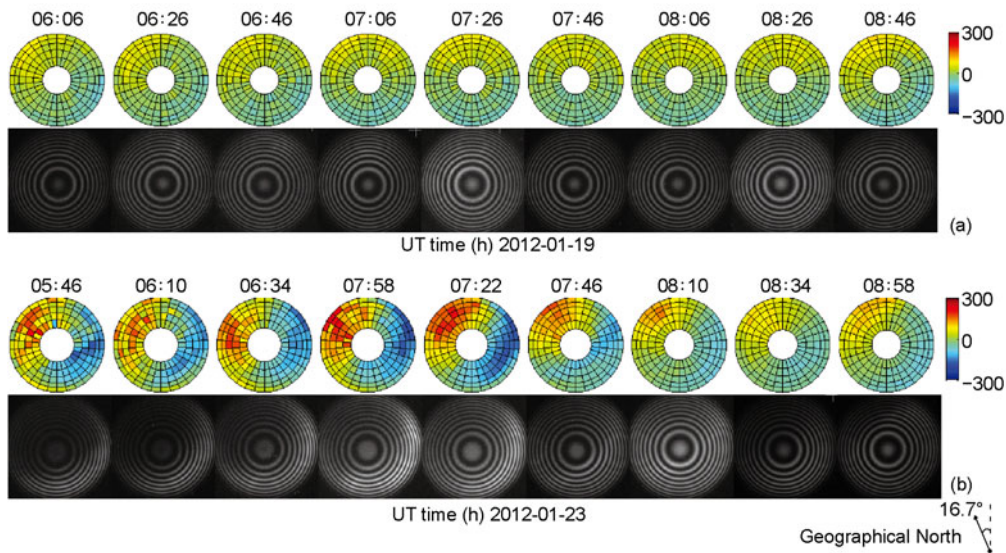 06:06 06:26 06:46 07:06 07:26 07:46 08:06 08:26 08:46
300
0
−300
(a)
UT time (h) 2012-01-19
05:46 06:10 06:34 07:58 07:22 07:46 08:10 08:34 08:58
300
0
−300
(b)
UT time (h) 2012-01-23
16.7°
Geographical North